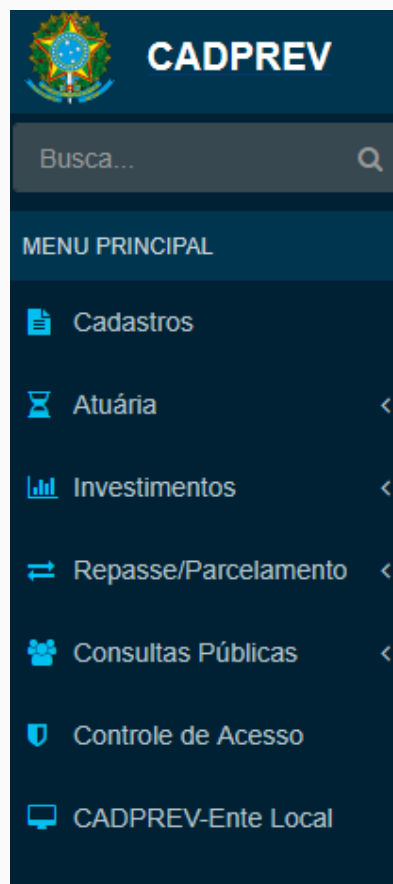 CADPREV
Busca...
MENU PRINCIPAL
Cadastros
Atuária
Investimentos
Repasse/Parcelamento
Consultas Públicas
Controle de Acesso
CADPREV-Ente Local